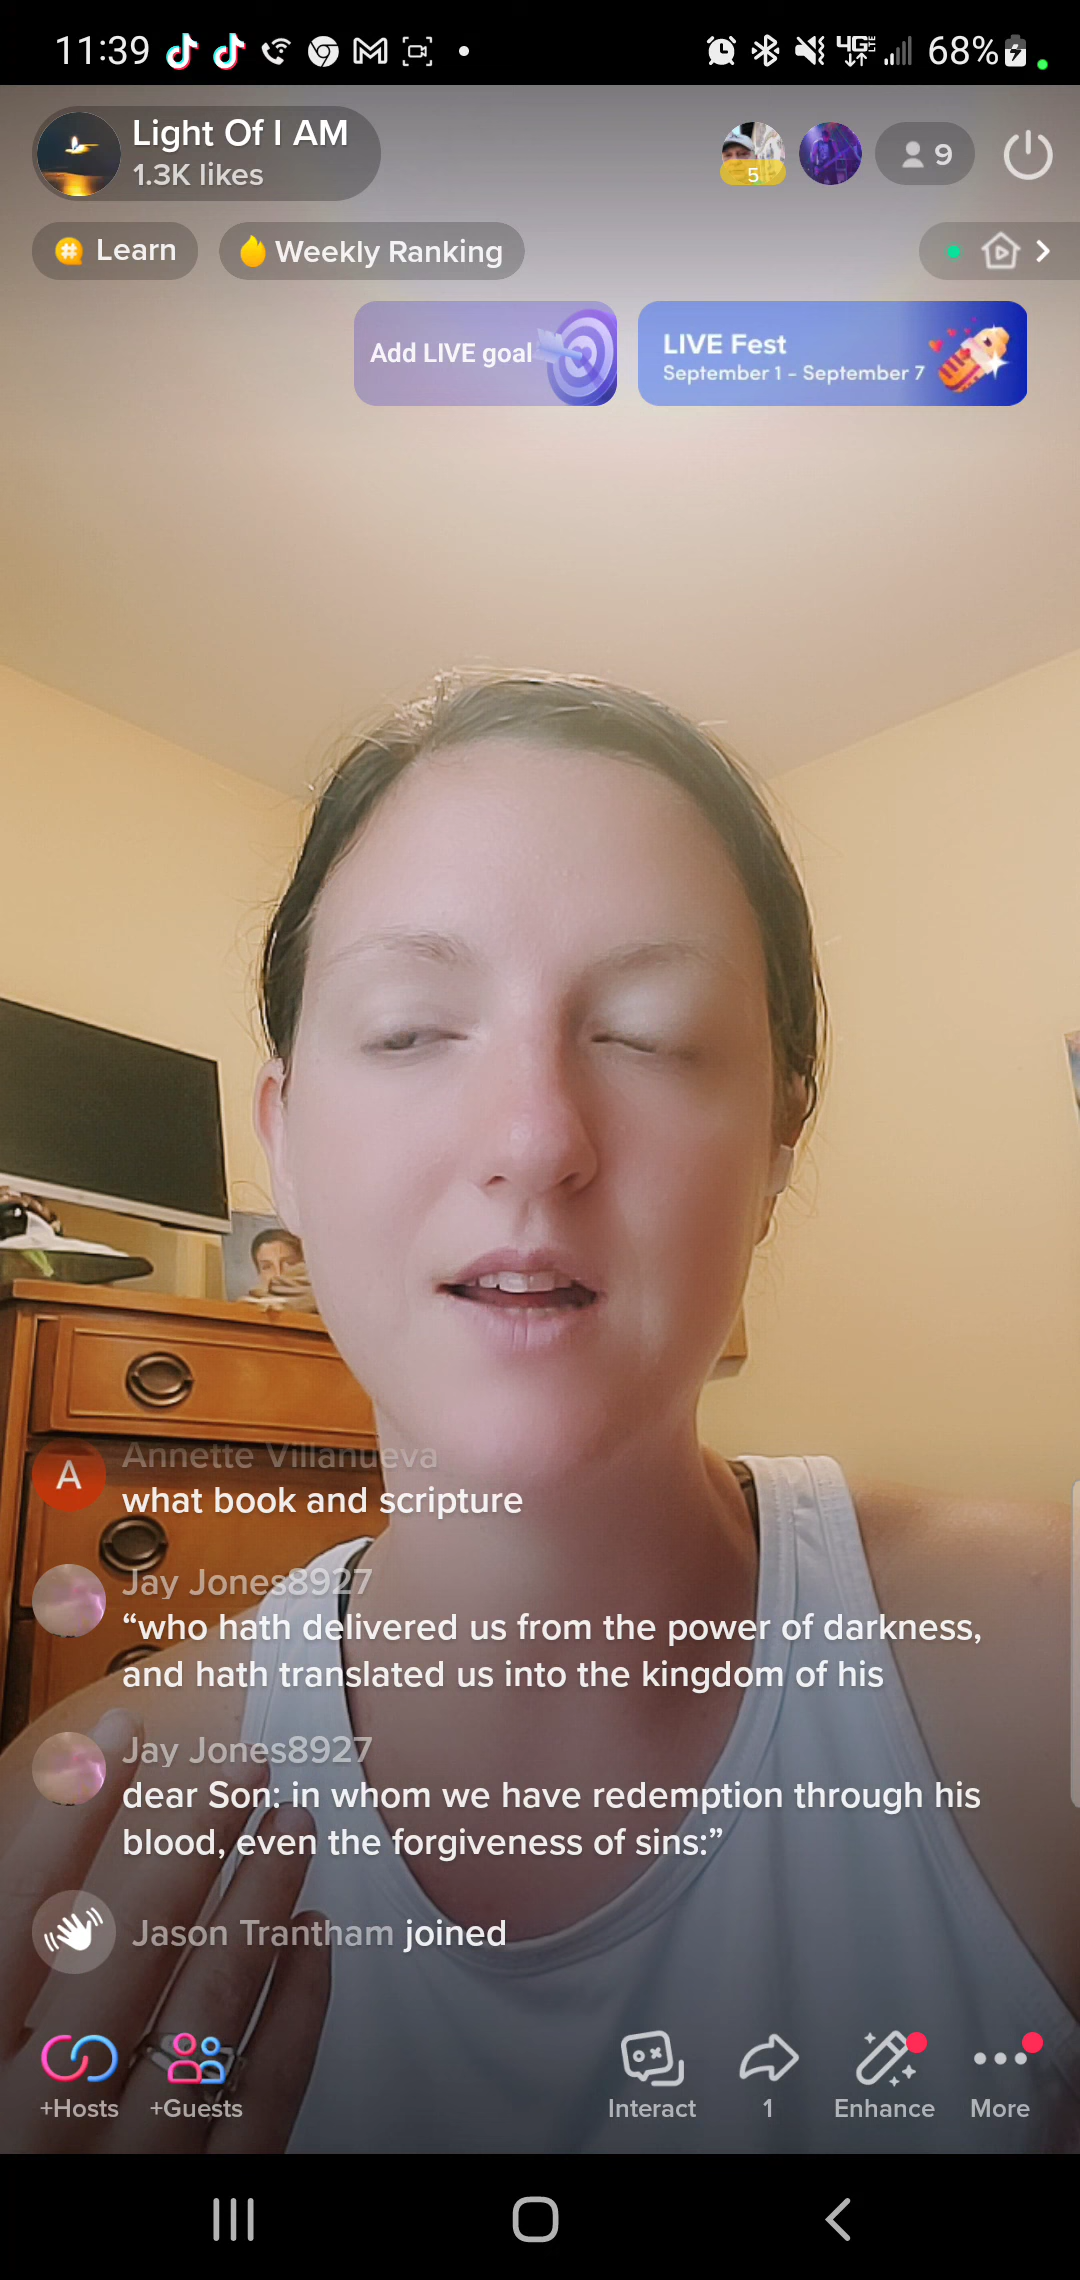 11:39
4G LTE
68%
Light Of I AM
1.3K likes
5
9
Learn
Weekly Ranking
Add LIVE goal
LIVE Fest
September 1 - September 7
Annette Villanueva
A
what book and scripture
Jay Jones8927
“who hath delivered us from the power of darkness,
and hath translated us into the kingdom of his
Jay Jones8927
dear Son: in whom we have redemption through his
blood, even the forgiveness of sins:”
Jason Trantham joined
+Hosts
+Guests
Interact
1
Enhance
More